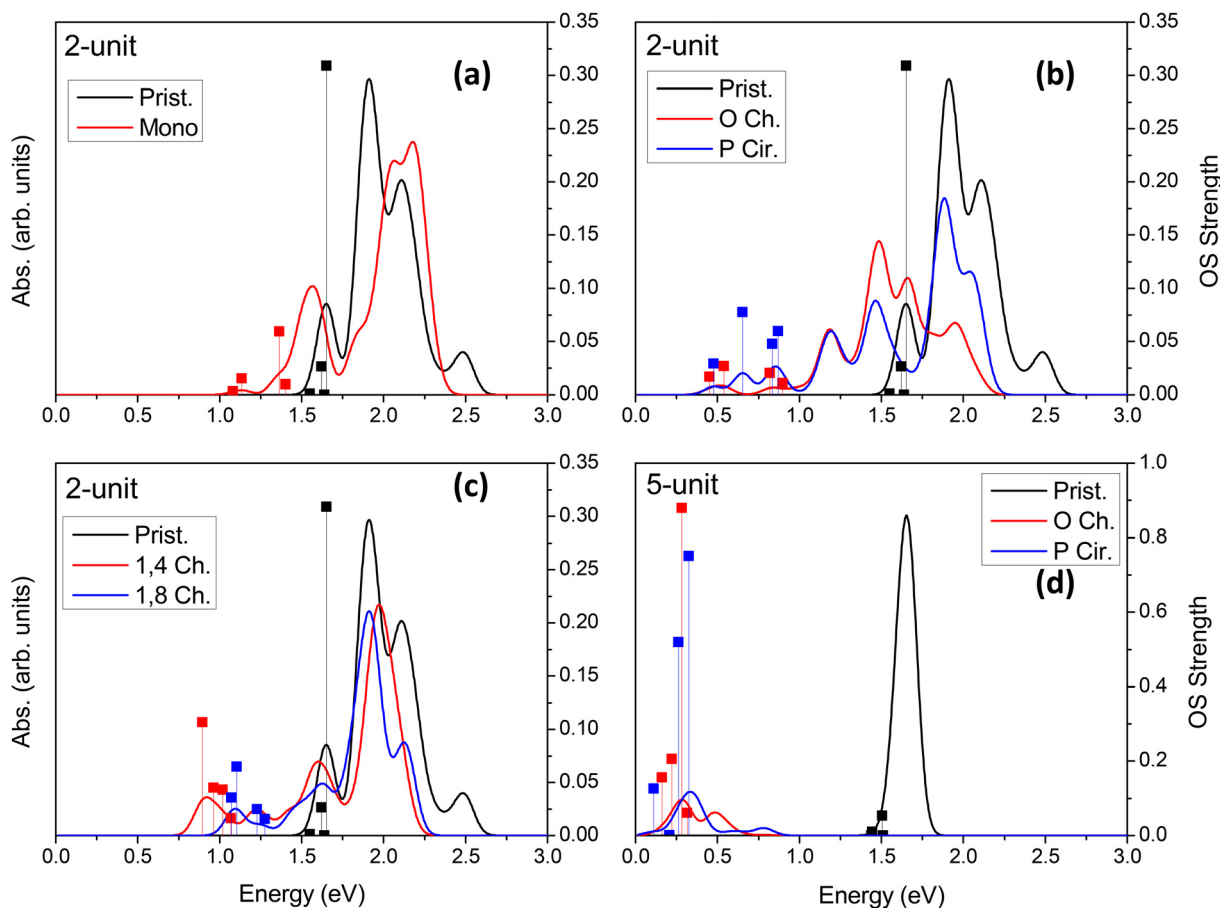 2-unit
(a)
Prist.
Mono
Abs. (arb. units)
0.35
0.30
0.25
0.20
0.15
0.10
0.05
0.00
0.0 0.5 1.0 1.5 2.0 2.5 3.0
2-unit
(b)
Prist.
O Ch.
P Cir.
OS Strength
0.35
0.30
0.25
0.20
0.15
0.10
0.05
0.00
0.0 0.5 1.0 1.5 2.0 2.5 3.0
2-unit
(c)
Prist.
1,4 Ch.
1,8 Ch.
Abs. (arb. units)
0.35
0.30
0.25
0.20
0.15
0.10
0.05
0.00
0.0 0.5 1.0 1.5 2.0 2.5 3.0
Energy (eV)
5-unit
Prist.
O Ch.
P Cir.
(d)
OS Strength
1.0
0.8
0.6
0.4
0.2
0.0
0.0 0.5 1.0 1.5 2.0 2.5 3.0
Energy (eV)